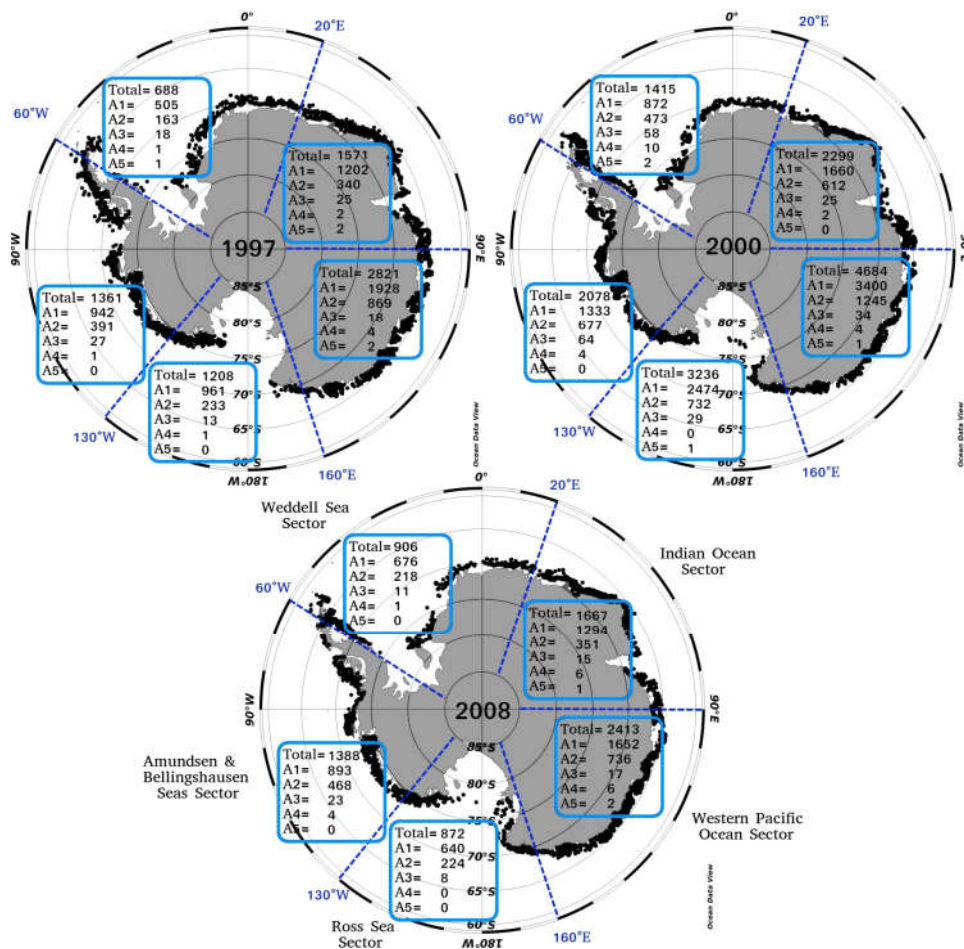 0°
20°E
60°W
Total= 688
A1= 505
A2= 163
A3= 18
A4= 1
A5= 1
Total= 1571
A1= 1202
A2= 340
A3= 25
A4= 2
A5= 2
90°W
1997
90°E
Total= 2821
A1= 1928
A2= 869
A3= 18
A4= 4
A5= 2
Total= 1361
A1= 942
A2= 391
A3= 27
A4= 1
A5= 0
Total= 1208
A1= 961
A2= 233
A3= 13
A4= 1
A5= 0
85°S
80°S
75°S
70°S
65°S
60°S
130°W
180°W
160°E
Ocean Data View
0°
20°E
60°W
Total= 1415
A1= 872
A2= 473
A3= 58
A4= 10
A5= 2
Total= 2299
A1= 1660
A2= 612
A3= 25
A4= 2
A5= 0
90°W
2000
Total= 4684
A1= 3400
A2= 1245
A3= 34
A4= 4
A5= 1
Total= 2078
A1= 1333
A2= 677
A3= 64
A4= 4
A5= 0
Total= 3236
A1= 2474
A2= 732
A3= 29
A4= 0
A5= 1
85°S
80°S
75°S
70°S
65°S
60°S
130°W
180°W
160°E
Ocean Data View
Weddell Sea
Sector
0°
20°E
Indian Ocean
Sector
60°W
Total= 906
A1= 676
A2= 218
A3= 11
A4= 1
A5= 0
Total= 1667
A1= 1294
A2= 351
A3= 15
A4= 6
A5= 1
90°W
2008
90°E
Total= 2413
A1= 1652
A2= 736
A3= 17
A4= 6
A5= 2
Amundsen &
Bellingshausen
Seas Sector
Total= 1388
A1= 893
A2= 468
A3= 23
A4= 4
A5= 0
Western Pacific
Ocean Sector
Total= 872
A1= 640
A2= 224
A3= 8
A4= 0
A5= 0
85°S
80°S
75°S
70°S
65°S
60°S
130°W
Ross Sea
Sector
180°W
160°E
Ocean Data View